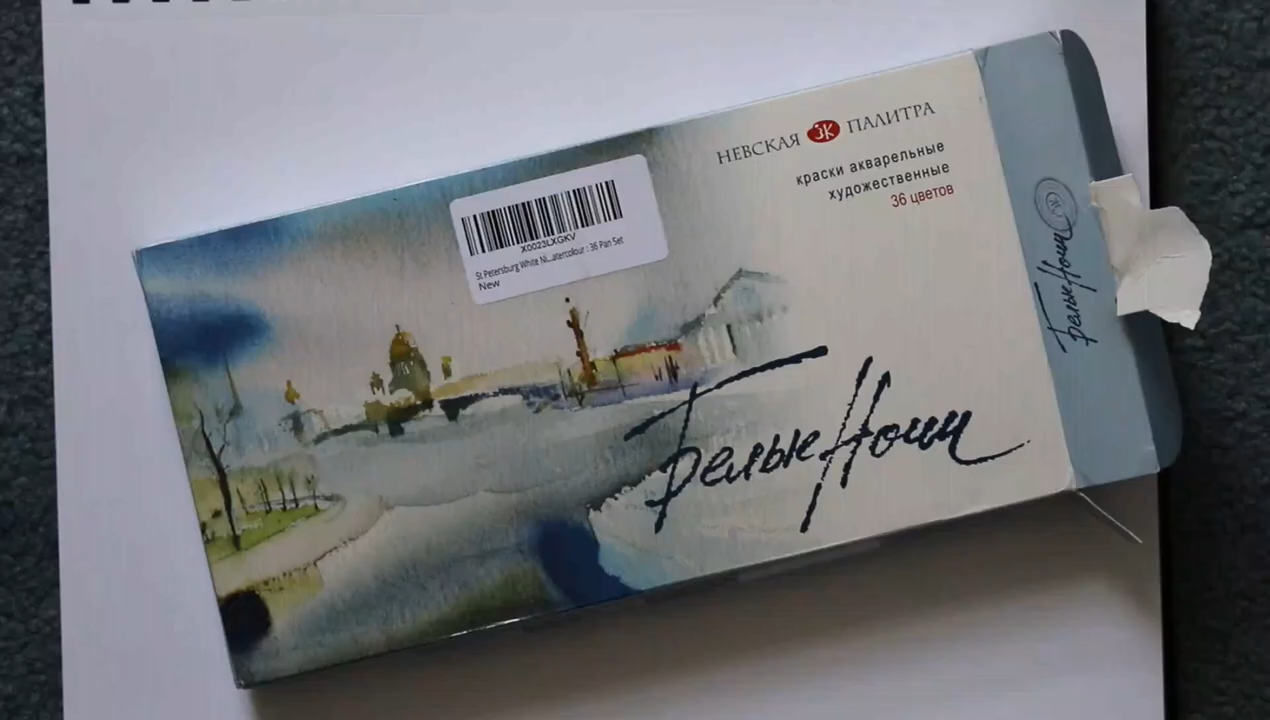 НЕВСКАЯ ЗК ПАЛИТРА
краски акварельные
художественные
36 цветов
X0023LXGKV
St Petersburg White Ni...atercolour : 36 Pan Set
New
Белые Ночи
Белые Ночи